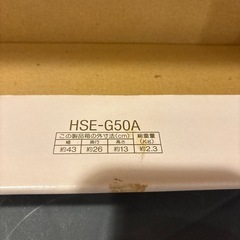 HSE-G50A
この製品箱の外寸法(cm) 総重量
幅 奥行 高さ (Kg)
約43 約26 約13 約2.3